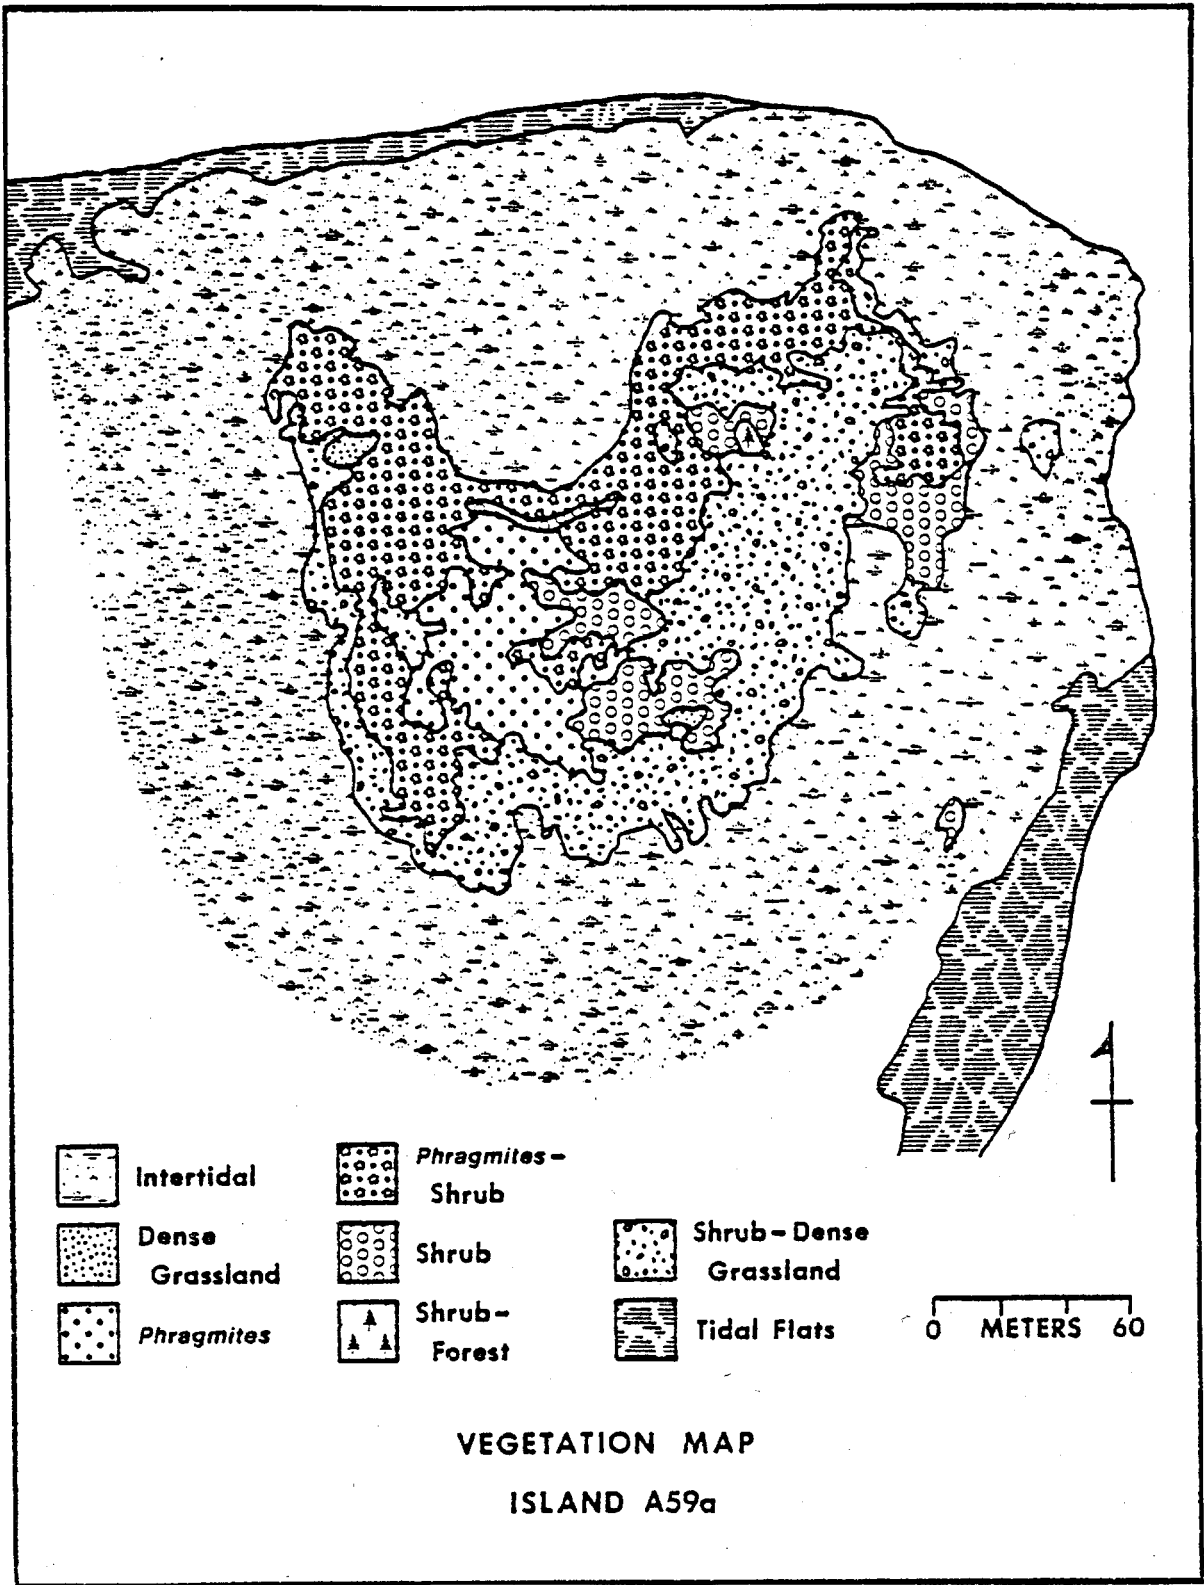 Intertidal
Dense
Grassland
Phragmites
Phragmites-
Shrub
Shrub
Shrub-
Forest
Shrub-Dense
Grassland
Tidal Flats
0 METERS 60
VEGETATION MAP
ISLAND A59a